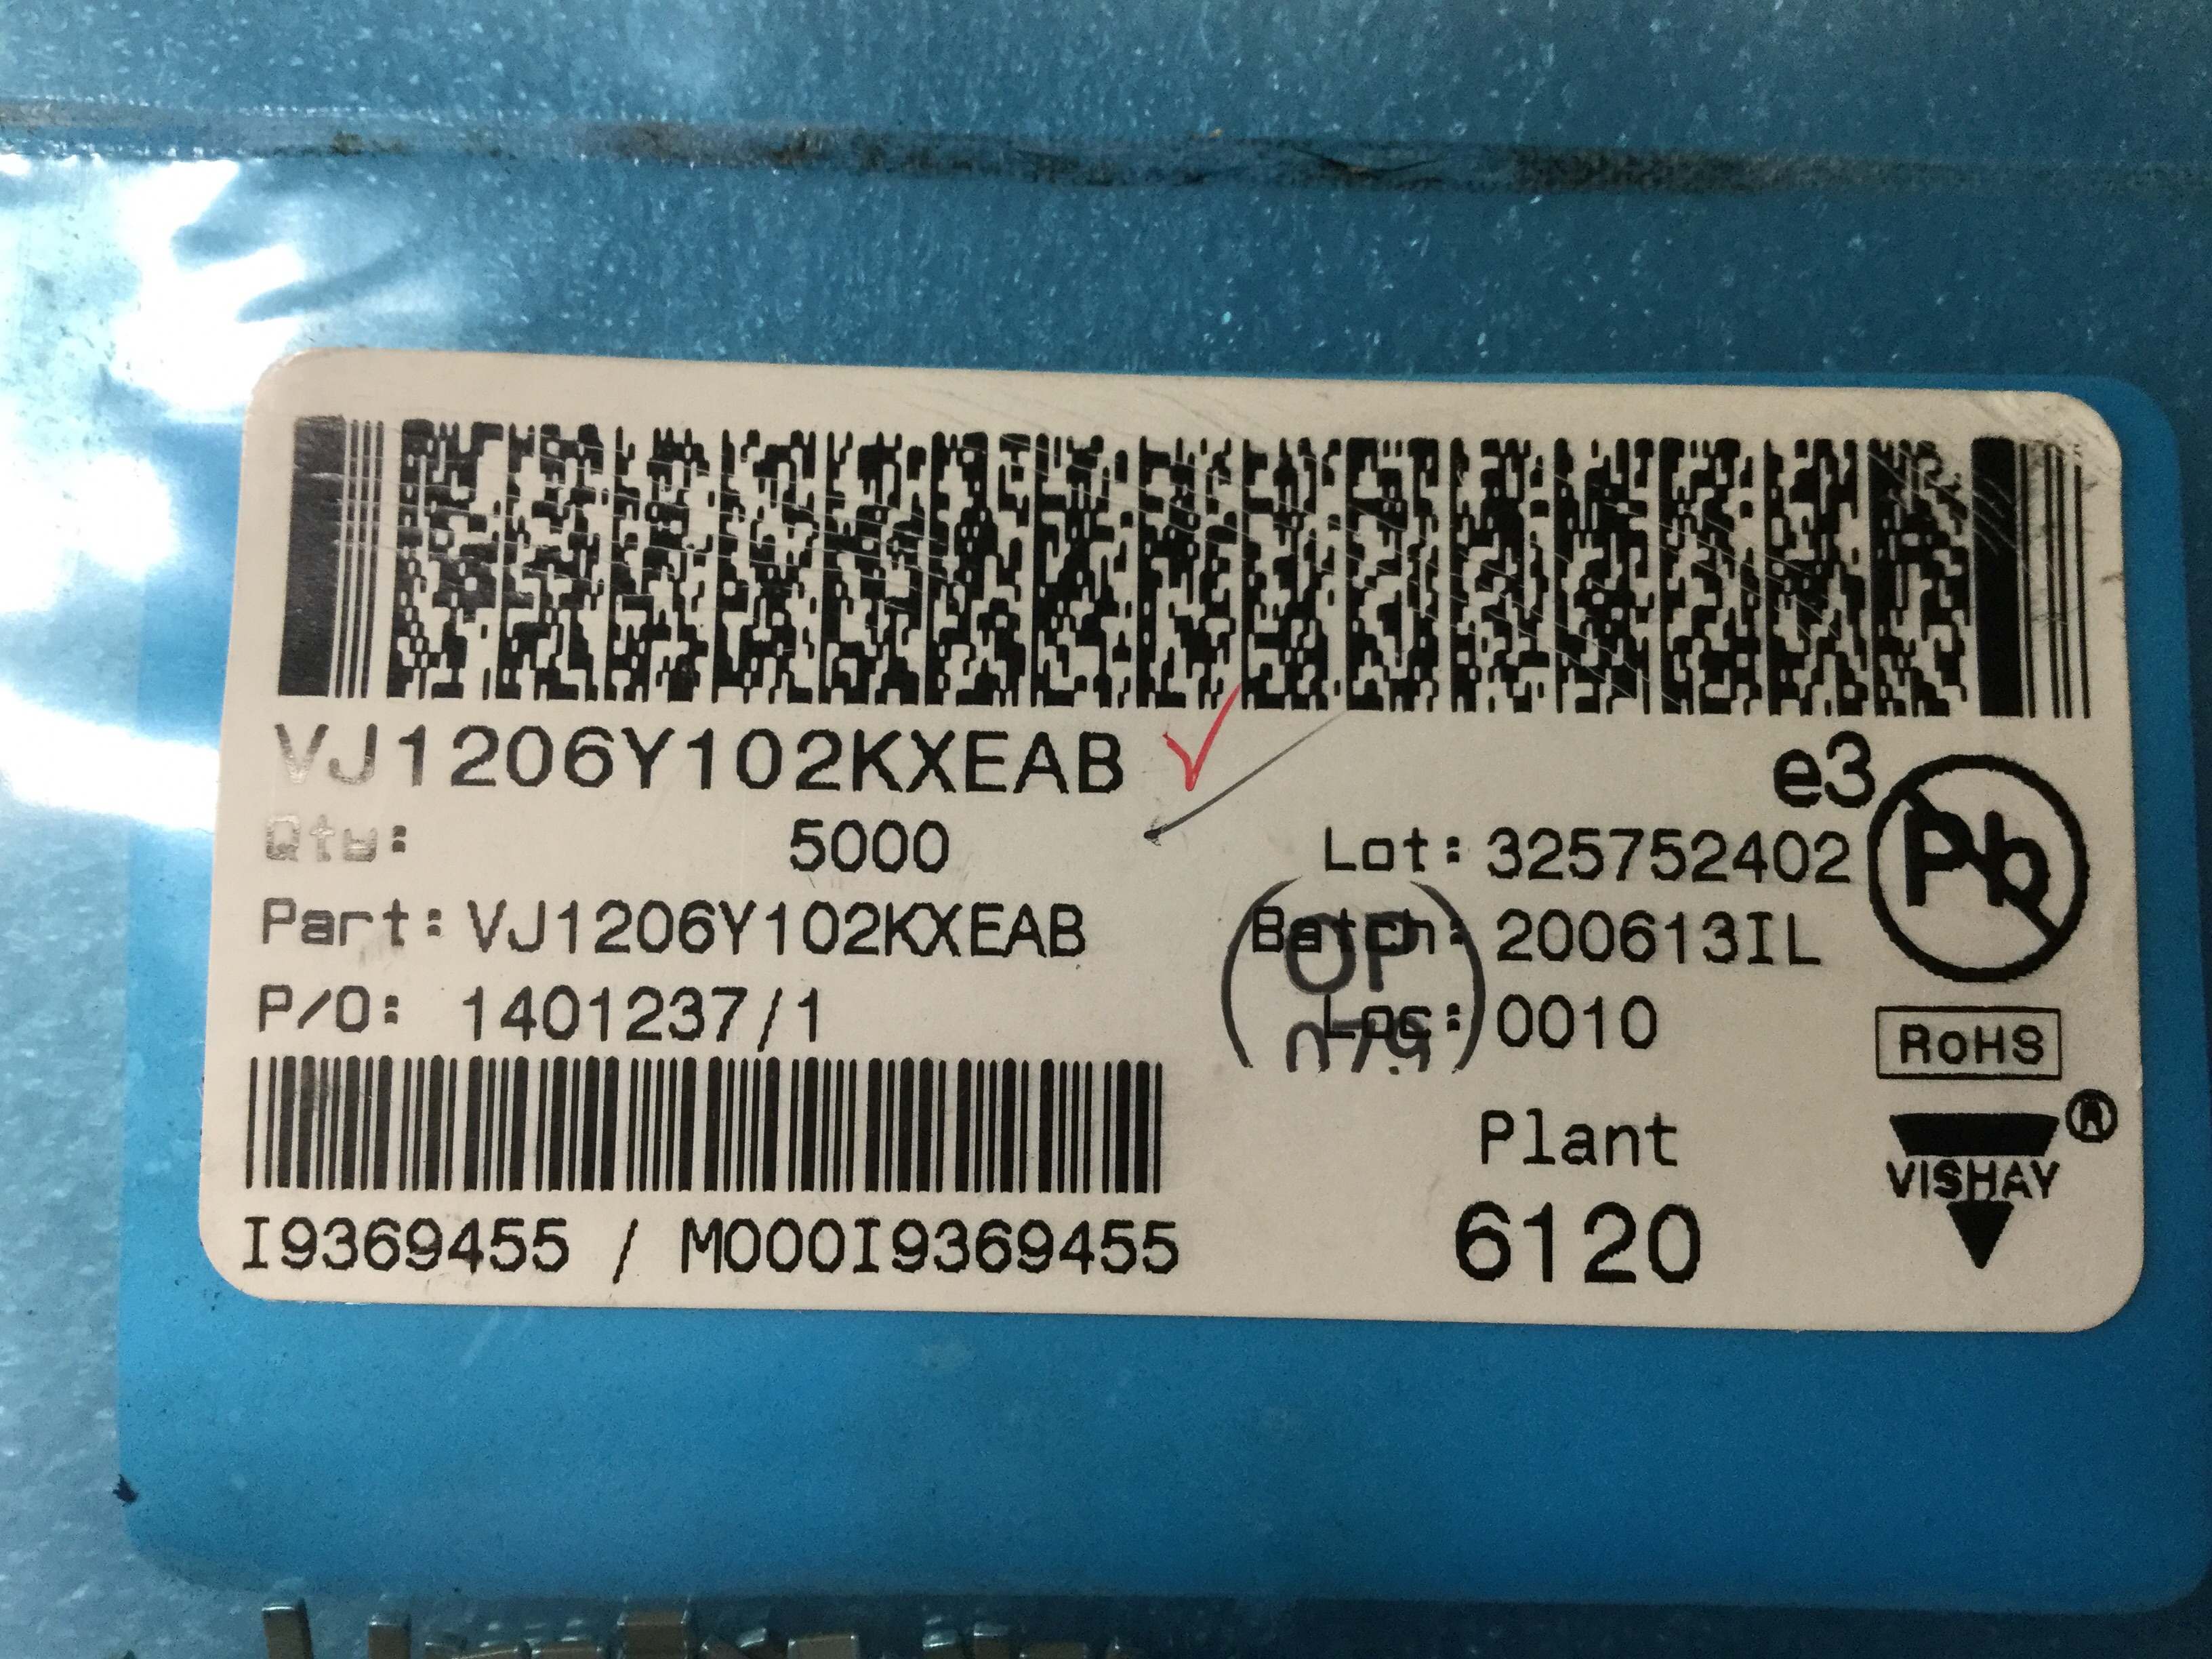 VJ1206Y102KXEAB
e3
Pb
Qty: 5000
Lot: 325752402
Part: VJ1206Y102KXEAB
Batch: 200613IL
OP
P/O: 1401237/1
Loc: 0010
RoHS
Plant
6120
VISHAY ®
I9369455 / M000I9369455